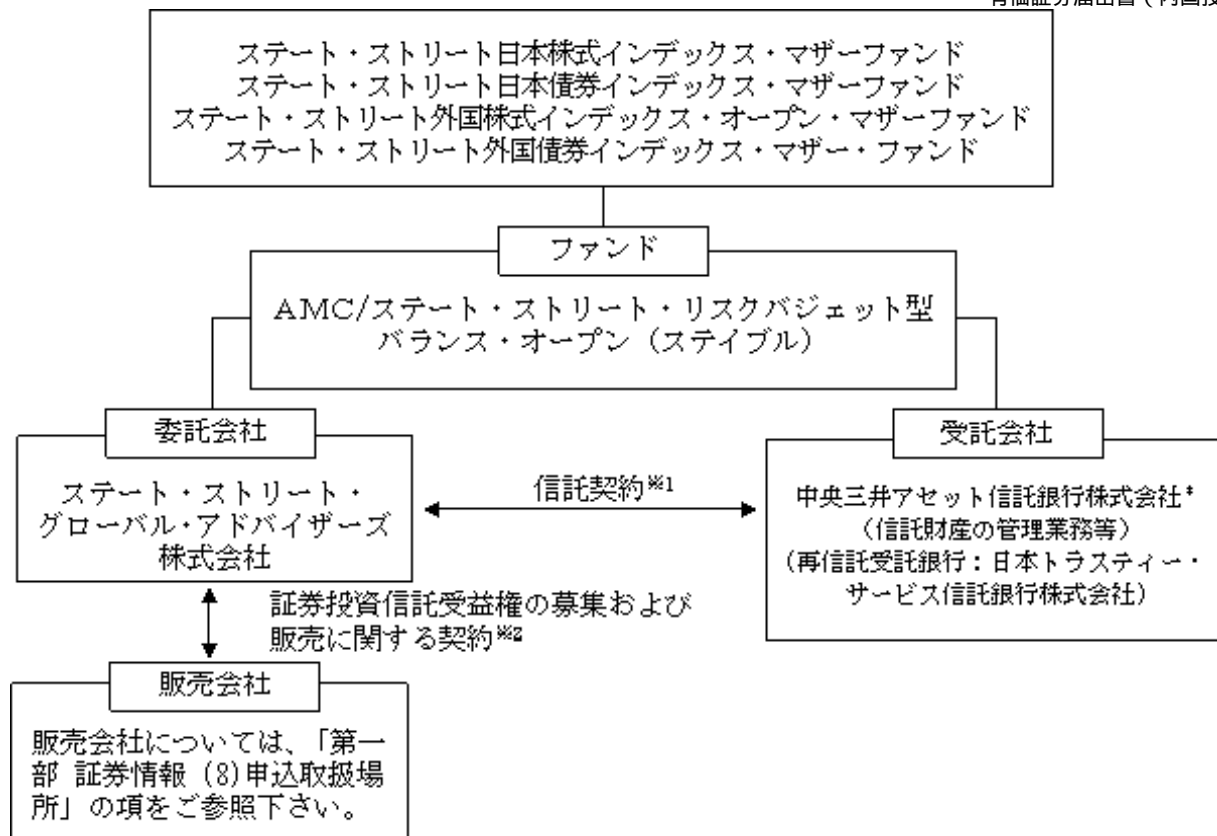 ステート・ストリート日本株式インデックス・マザーファンド
ステート・ストリート日本債券インデックス・マザーファンド
ステート・ストリート外国株式インデックス・オープン・マザーファンド
ステート・ストリート外国債券インデックス・マザー・ファンド
ファンド
AMC/ステート・ストリート・リスクバジェット型
バランス・オープン（ステイブル）
委託会社
ステート・ストリート・
グローバル・アドバイザーズ
株式会社
信託契約※1
受託会社
中央三井アセット信託銀行株式会社*
（信託財産の管理業務等）
(再信託受託銀行：日本トラスティー・
サービス信託銀行株式会社）
証券投資信託受益権の募集および
販売に関する契約※2
販売会社
販売会社については、「第一
部 証券情報 (8)申込取扱場
所」の項をご参照下さい。